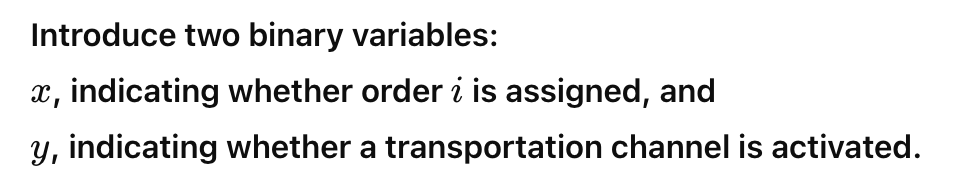 Introduce two binary variables:
x, indicating whether order i is assigned, and
y, indicating whether a transportation channel is activated.